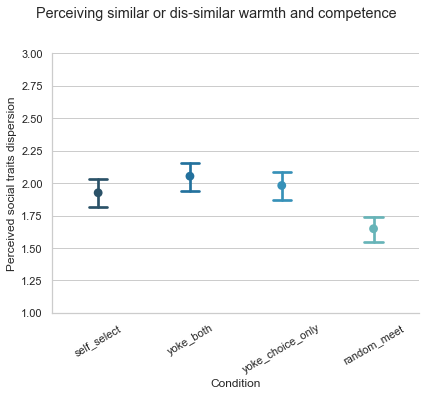 Perceiving similar or dis-similar warmth and competence
3.00
2.75
2.50
2.25
2.00
1.75
1.50
1.25
1.00
Perceived social traits dispersion
self_select
yoke_both
yoke_choice_only
random_meet
Condition